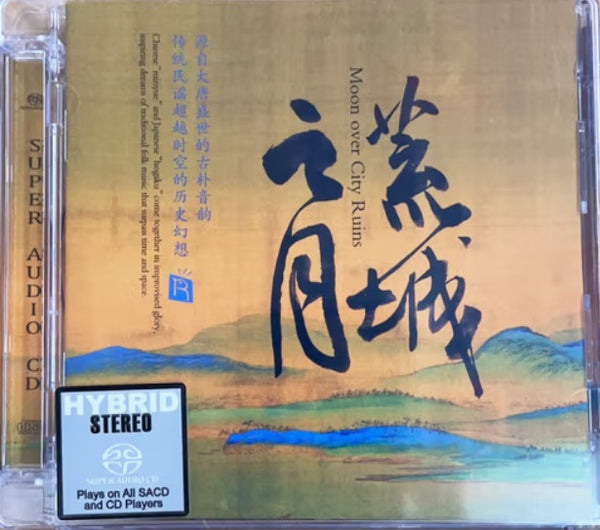 荒城
之月
Moon over City Ruins
源自大唐盛世的古朴音韵
传统民谣超越时空的历史幻想
Chinese "minyue" and Japanese "hogaku" come together in improvised glory,
inspiring dreams of traditional folk music that surpass time and space.
R
SUPER AUDIO CD
HYBRID
STEREO
SUPER AUDIO CD
Plays on All SACD
and CD Players